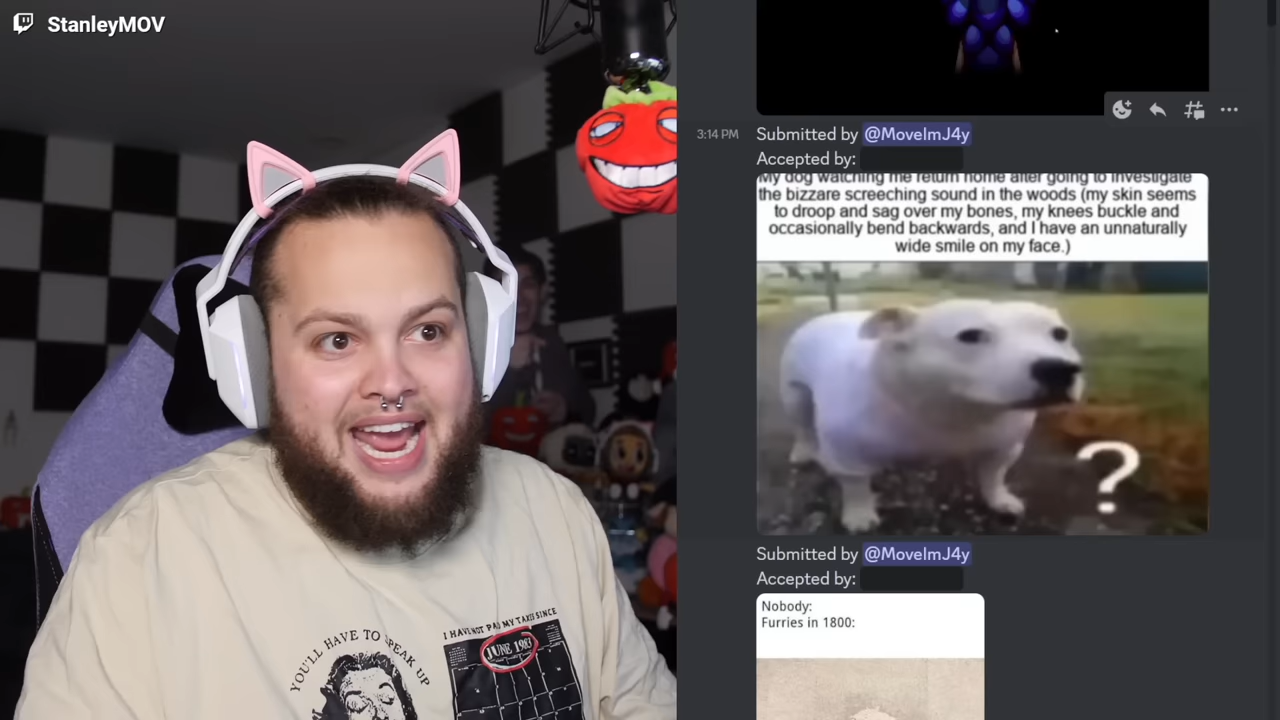 StanleyMOV
3:14 PM
Submitted by @MoveImJ4y
Accepted by:
My dog watching me return home after going to investigate
the bizzare screeching sound in the woods (my skin seems
to droop and sag over my bones, my knees buckle and
occasionally bend backwards, and I have an unnaturally
wide smile on my face.)
?
Submitted by @MoveImJ4y
Accepted by:
Nobody:
Furries in 1800:
YOU'LL HAVE TO SPEAK UP
I HAVE NOT PAID MY TAXES SINCE
JUNE 1983